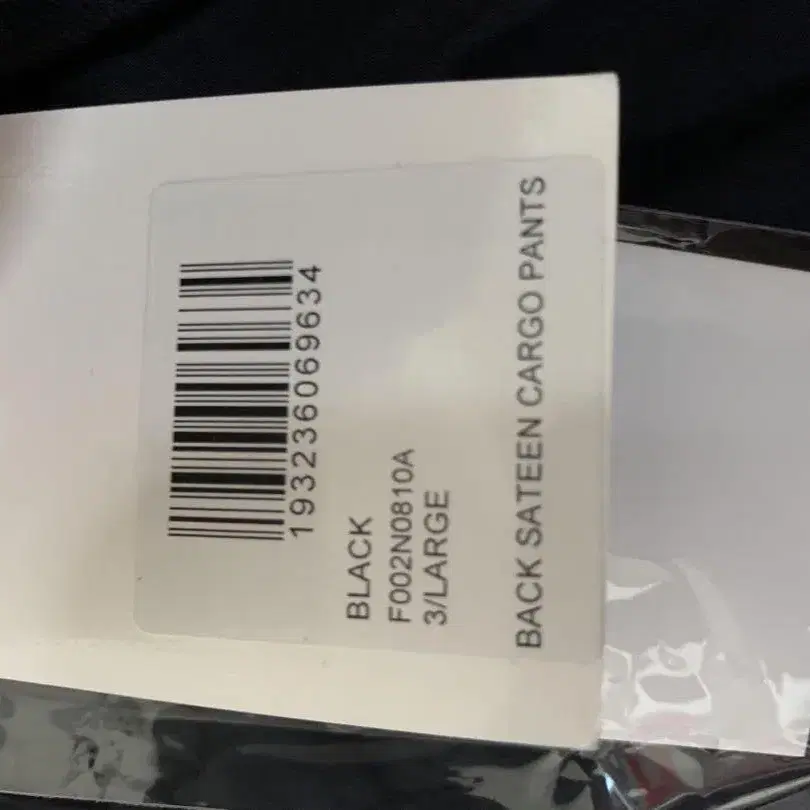 193236069634
BLACK
F002N0810A
3/LARGE
BACK SATEEN CARGO PANTS